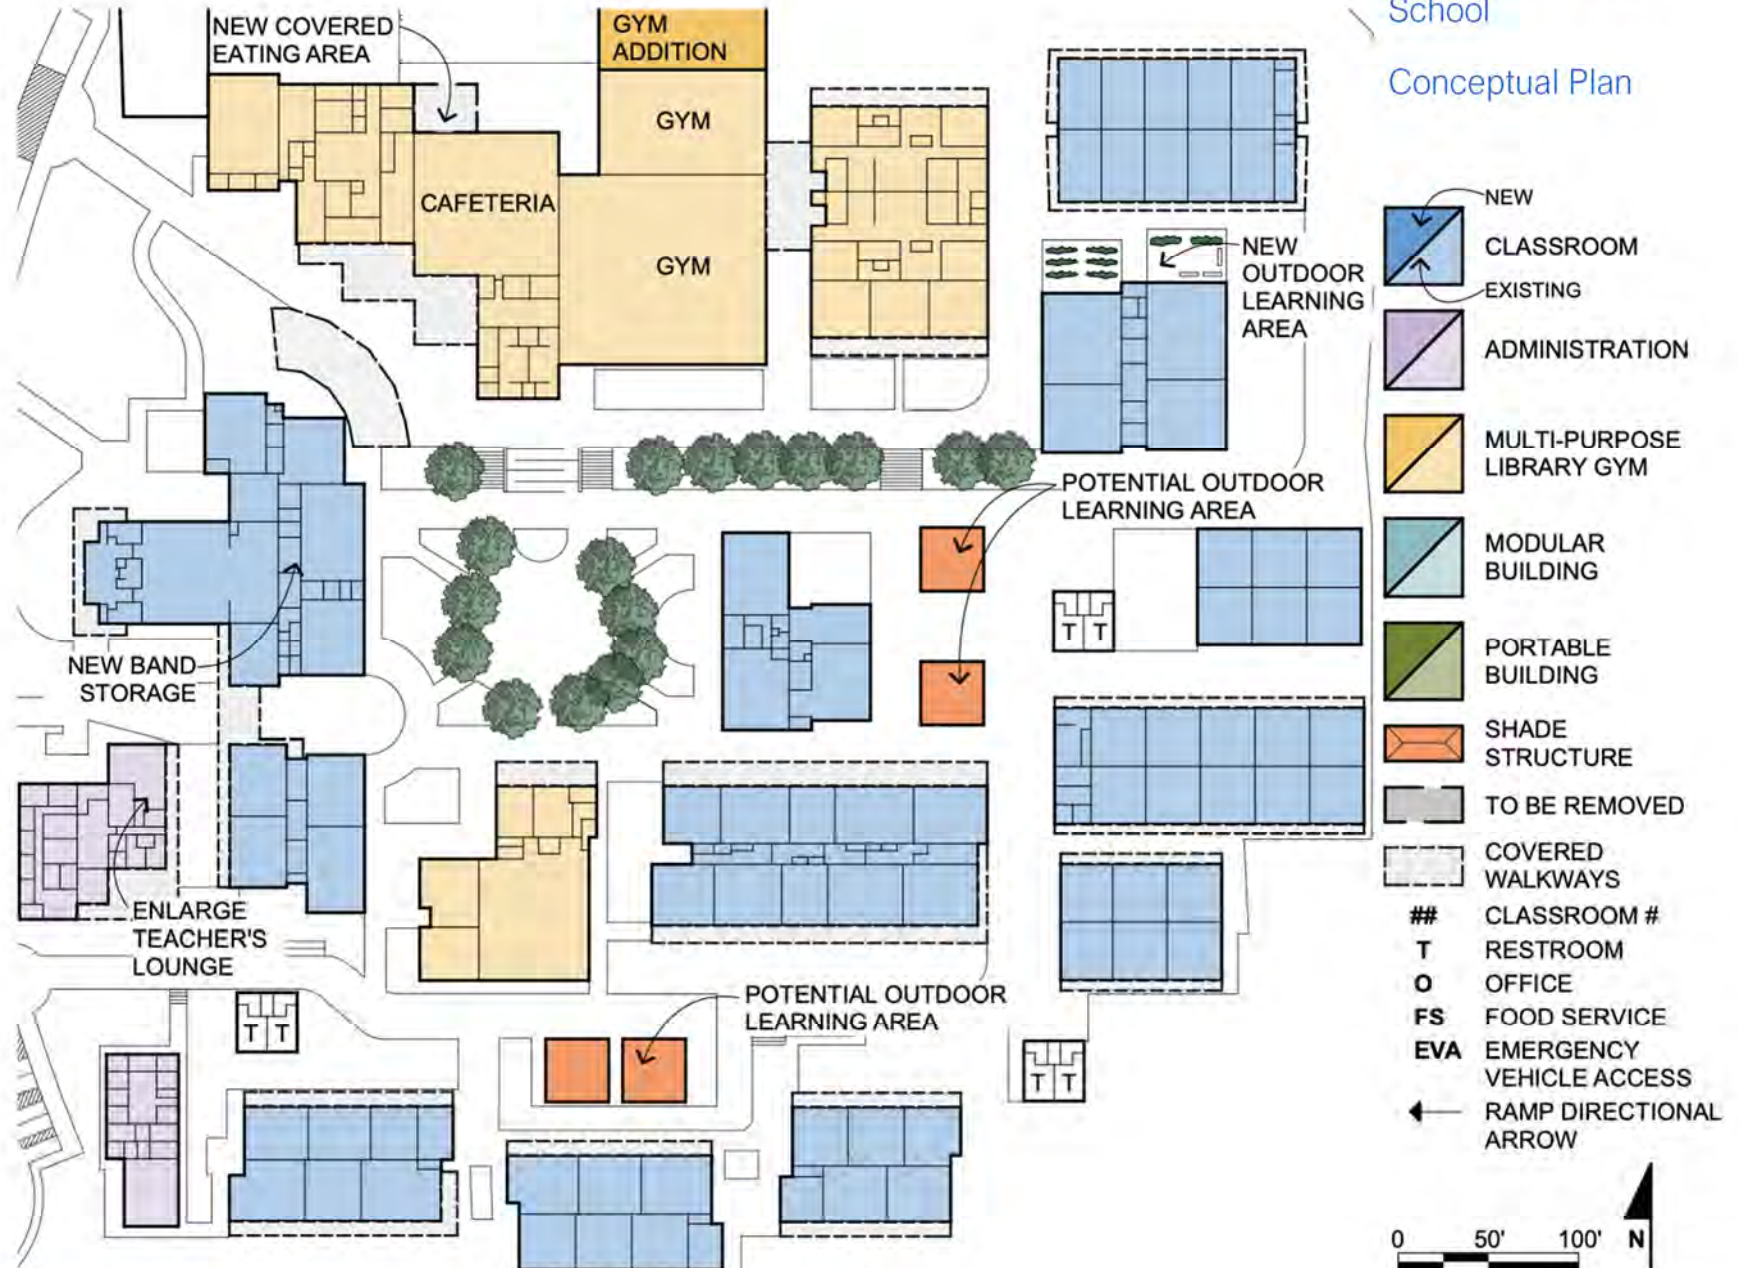 School
Conceptual Plan
NEW COVERED
EATING AREA
GYM
ADDITION
GYM
CAFETERIA
GYM
NEW
OUTDOOR
LEARNING
AREA
POTENTIAL OUTDOOR
LEARNING AREA
NEW BAND
STORAGE
T T
ENLARGE
TEACHER'S
LOUNGE
T T
POTENTIAL OUTDOOR
LEARNING AREA
T T
NEW
CLASSROOM
EXISTING
ADMINISTRATION
MULTI-PURPOSE
LIBRARY GYM
MODULAR
BUILDING
PORTABLE
BUILDING
SHADE
STRUCTURE
TO BE REMOVED
COVERED
WALKWAYS
## CLASSROOM #
T RESTROOM
O OFFICE
FS FOOD SERVICE
EVA EMERGENCY
VEHICLE ACCESS
RAMP DIRECTIONAL
ARROW
0 50' 100' N